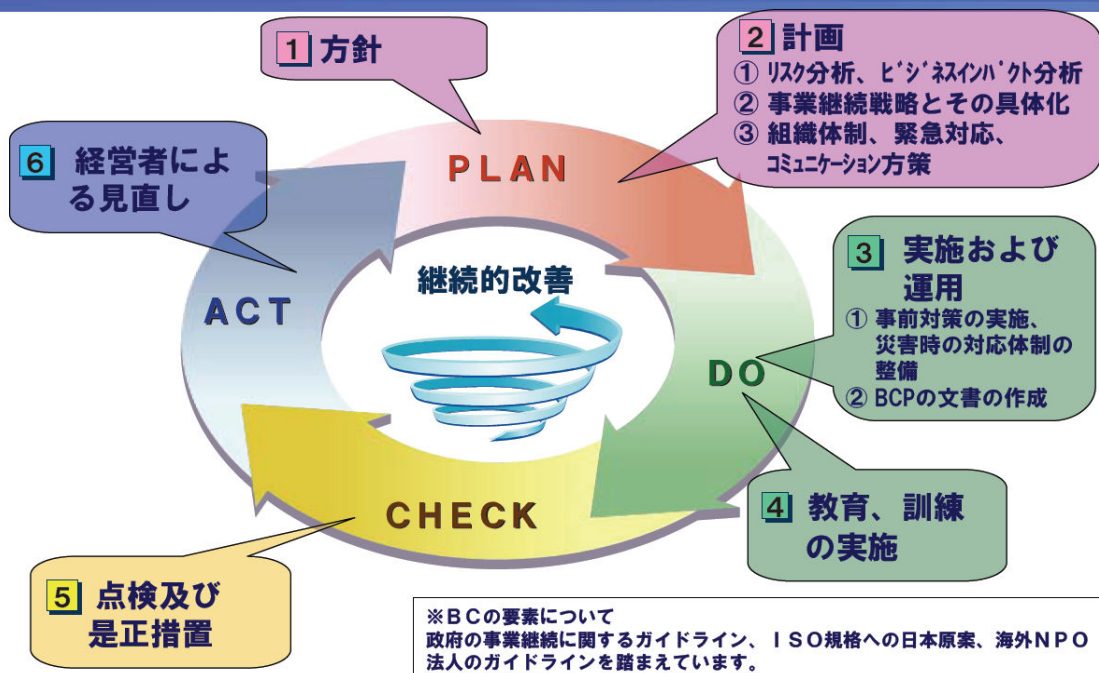 1 方針
2 計画
① リスク分析、ビジネスインパクト分析
② 事業継続戦略とその具体化
③ 組織体制、緊急対応、
コミュニケーション方策
PLAN
6 経営者によ
る見直し
3 実施および
運用
① 事前対策の実施、
災害時の対応体制の
整備
② BCPの文書の作成
継続的改善
ACT
DO
CHECK
4 教育、訓練
の実施
5 点検及び
是正措置
※BCの要素について
政府の事業継続に関するガイドライン、ISO規格への日本原案、海外NPO
法人のガイドラインを踏まえています。